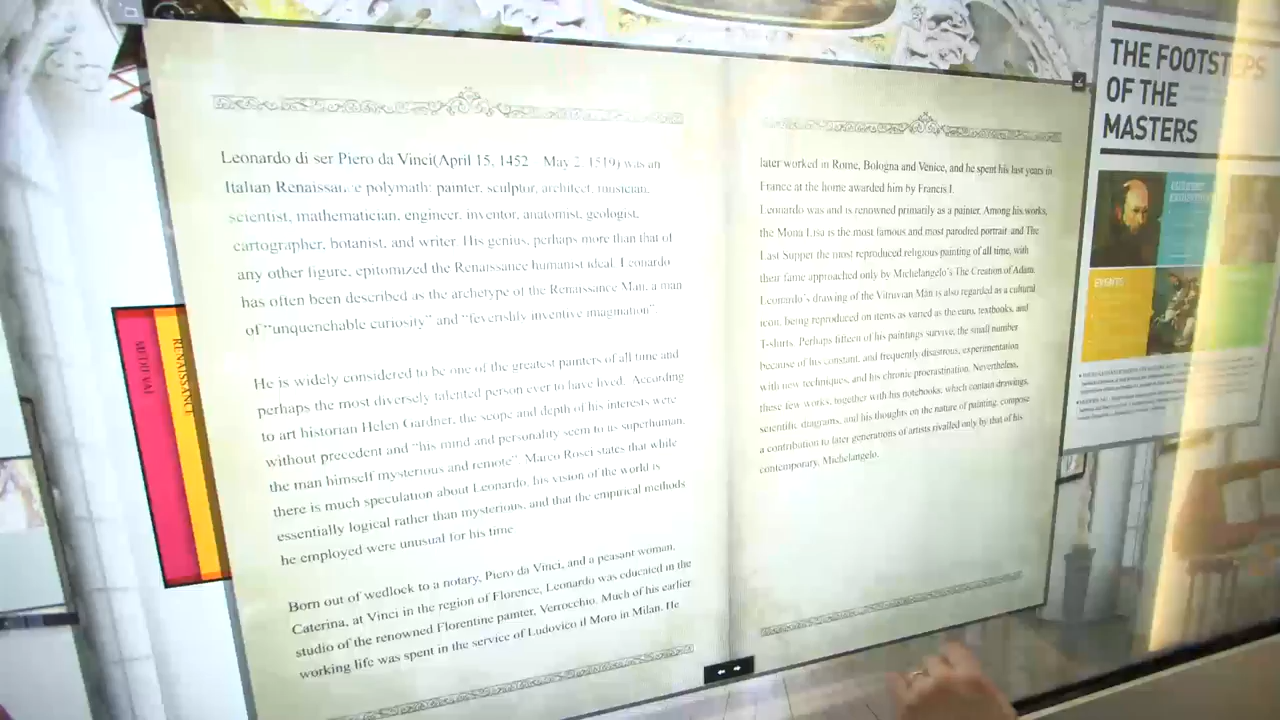 Leonardo di ser Piero da Vinci(April 15, 1452 May 2, 1519) was an
Italian Renaissance polymath: painter, sculptor, architect, musician,
scientist, mathematician, engineer, inventor, anatomist, geologist,
cartographer, botanist, and writer. His genius, perhaps more than that of
any other figure, epitomized the Renaissance humanist ideal. Leonardo
has often been described as the archetype of the Renaissance Man, a man
of “unquenchable curiosity” and “feverishly inventive imagination”.
He is widely considered to be one of the greatest painters of all time and
perhaps the most diversely talented person ever to have lived. According
to art historian Helen Gardner, the scope and depth of his interests were
without precedent and “his mind and personality seem to us superhuman,
the man himself mysterious and remote”. Marco Rosci states that while
there is much speculation about Leonardo, his vision of the world is
essentially logical rather than mysterious, and that the empirical methods
he employed were unusual for his time.
Born out of wedlock to a notary, Piero da Vinci, and a peasant woman,
Caterina, at Vinci in the region of Florence, Leonardo was educated in the
studio of the renowned Florentine painter, Verrocchio. Much of his earlier
working life was spent in the service of Ludovico il Moro in Milan. He
later worked in Rome, Bologna and Venice, and he spent his last years in
France at the home awarded him by Francis I.
Leonardo was and is renowned primarily as a painter. Among his works,
the Mona Lisa is the most famous and most parodied portrait and The
Last Supper the most reproduced religious painting of all time, with
their fame approached only by Michelangelo's The Creation of Adam.
Leonardo's drawing of the Vitruvian Man is also regarded as a cultural
icon, being reproduced on items as varied as the euro, textbooks, and
T-shirts. Perhaps fifteen of his paintings survive, the small number
because of his constant, and frequently disastrous, experimentation
with new techniques, and his chronic procrastination. Nevertheless,
these few works, together with his notebooks, which contain drawings,
scientific diagrams, and his thoughts on the nature of painting, compose
a contribution to later generations of artists rivalled only by that of his
contemporary, Michelangelo.
MEDIEVAL
RENAISSANCE
THE FOOTSTEPS
OF THE
MASTERS
EVENTS